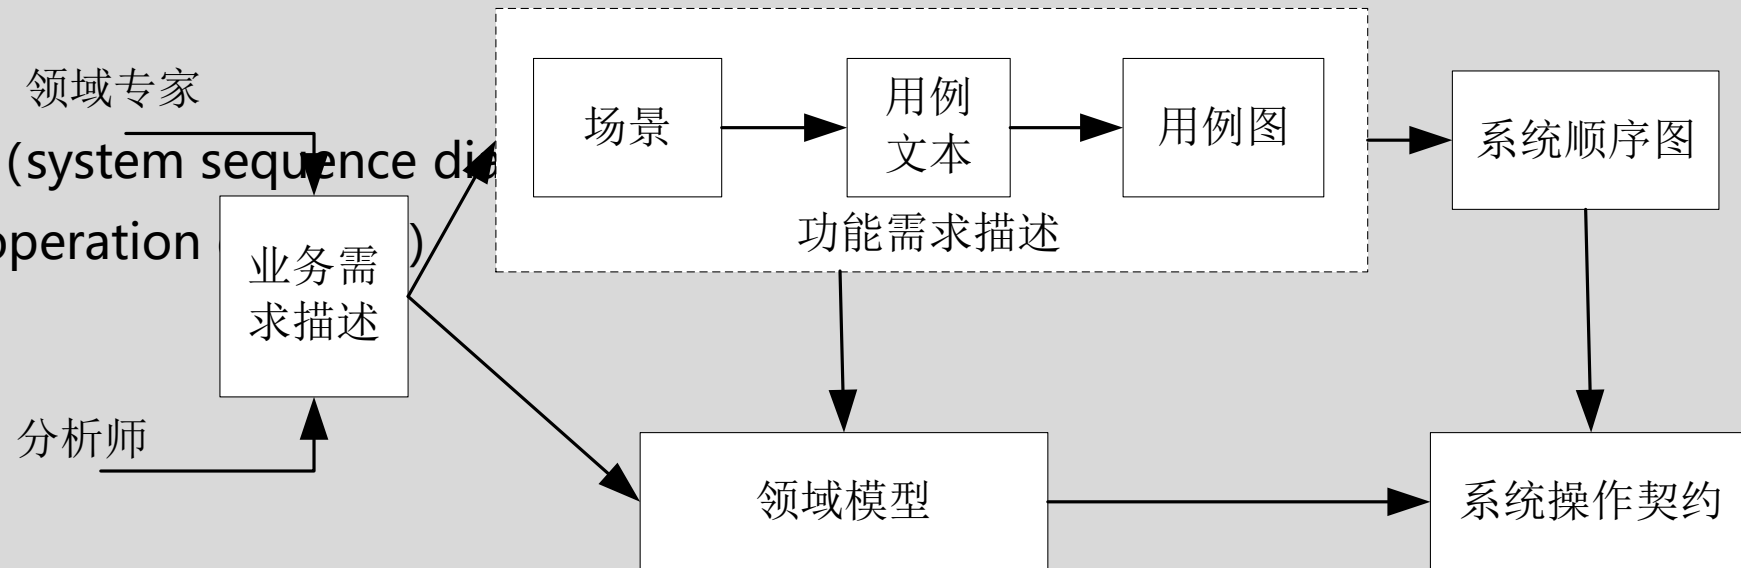 领域专家
(system sequence
operation
业务需
求描述
分析师
场景
用例
文本
用例图
功能需求描述
系统顺序图
领域模型
系统操作契约